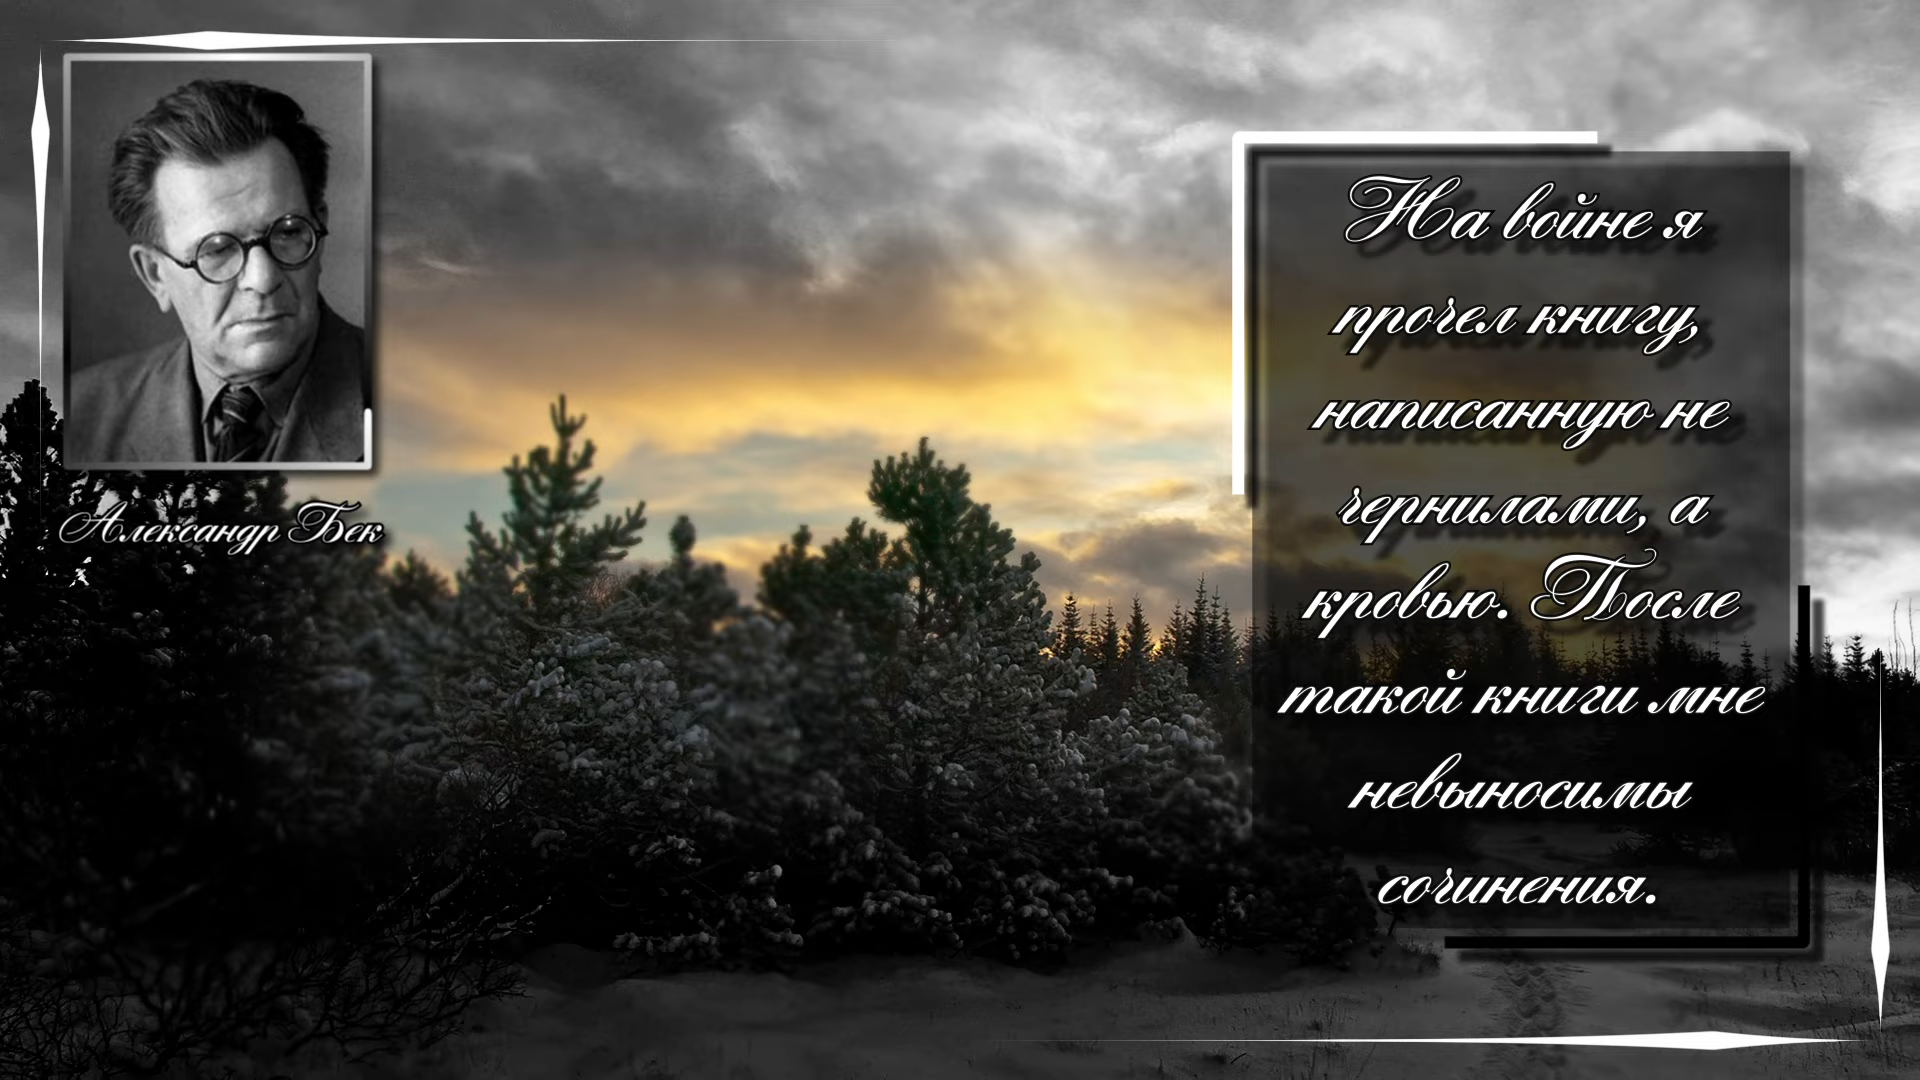 Александр Бек
На войне я
прочел книгу,
написанную не
чернилами, а
кровью. После
такой книги мне
невыносимы
сочинения.